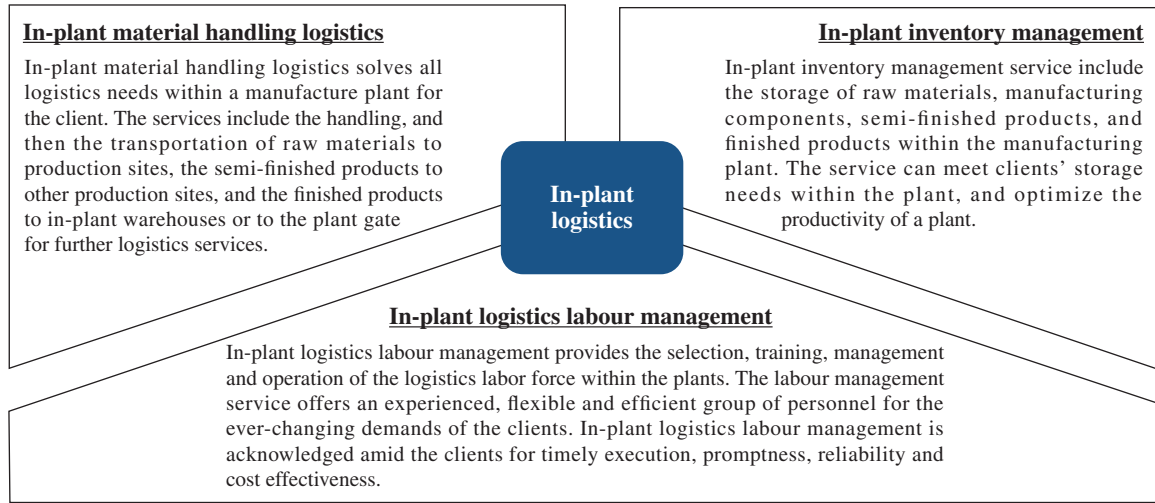 In-plant material handling logistics
In-plant material handling logistics solves all
logistics needs within a manufacture plant for
the client. The services include the handling, and
then the transportation of raw materials to
production sites, the semi-finished products to
other production sites, and the finished products
to in-plant warehouses or to the plant gate
for further logistics services.
In-plant inventory management
In-plant inventory management service include
the storage of raw materials, manufacturing
components, semi-finished products, and
finished products within the manufacturing
plant. The service can meet clients’ storage
needs within the plant, and optimize the
productivity of a plant.
In-plant
logistics
In-plant logistics labour management
In-plant logistics labour management provides the selection, training, management
and operation of the logistics labor force within the plants. The labour management
service offers an experienced, flexible and efficient group of personnel for the
ever-changing demands of the clients. In-plant logistics labour management is
acknowledged amid the clients for timely execution, promptness, reliability and
cost effectiveness.